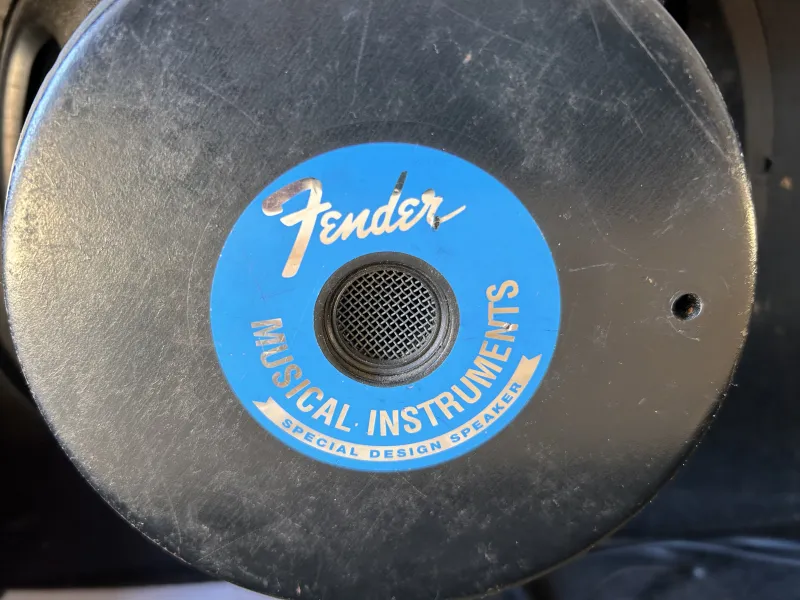 Fender
MUSICAL INSTRUMENTS
SPECIAL DESIGN SPEAKER